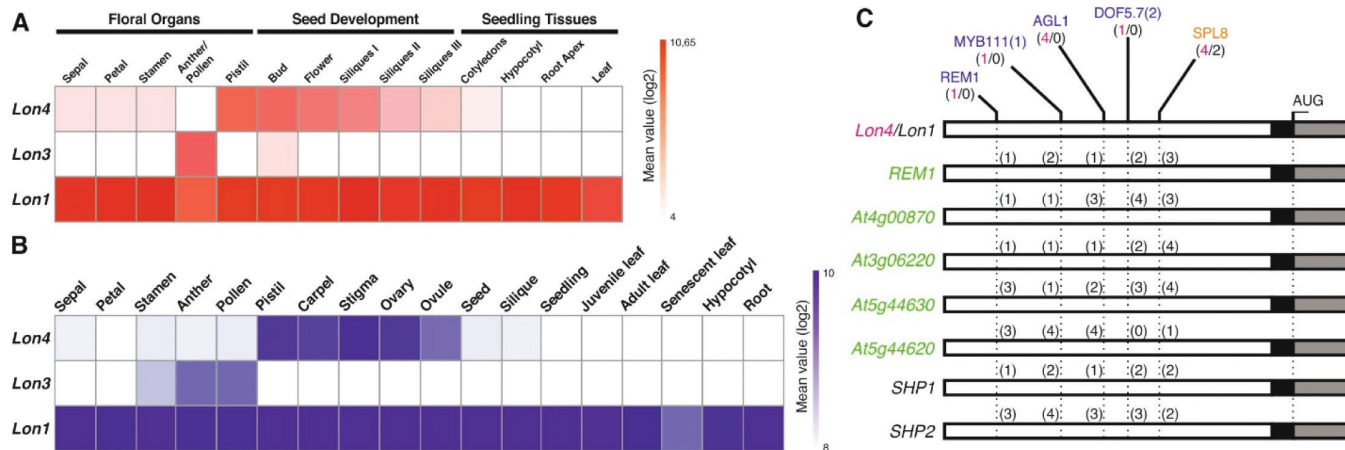 A
Floral Organs
Seed Development
Seedling Tissues
Sepal
Petal
Stamen
Anther/
Pollen
Pistil
Bud
Flower
Siliques I
Siliques II
Siliques III
Cotyledons
Hypocotyl
Root Apex
Leaf
Lon4
Lon3
Lon1
10,65
Mean value (log2)
4
B
Sepal
Petal
Stamen
Anther
Pollen
Pistil
Carpel
Stigma
Ovary
Ovule
Seed
Silique
Seedling
Juvenile leaf
Adult leaf
Senescent leaf
Hypocotyl
Root
Lon4
Lon3
Lon1
10
Mean value (log2)
8
C
REM1
(1/0)
MYB111(1)
(1/0)
AGL1
(4/0)
DOF5.7(2)
(1/0)
SPL8
(4/2)
AUG
Lon4/Lon1
(1) (2) (1) (2) (3)
REM1
(1) (1) (3) (4) (3)
At4g00870
(1) (1) (1) (2) (4)
At3g06220
(3) (1) (2) (3) (4)
At5g44630
(3) (4) (4) (0) (1)
At5g44620
(1) (2) (1) (2) (2)
SHP1
(3) (4) (3) (3) (2)
SHP2